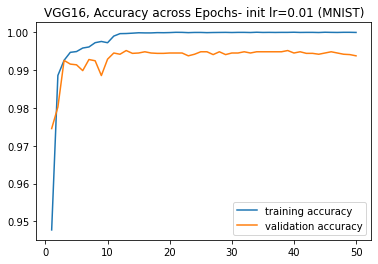 VGG16, Accuracy across Epochs- init lr=0.01 (MNIST)
1.00
0.99
0.98
0.97
0.96
0.95
0 10 20 30 40 50
training accuracy
validation accuracy